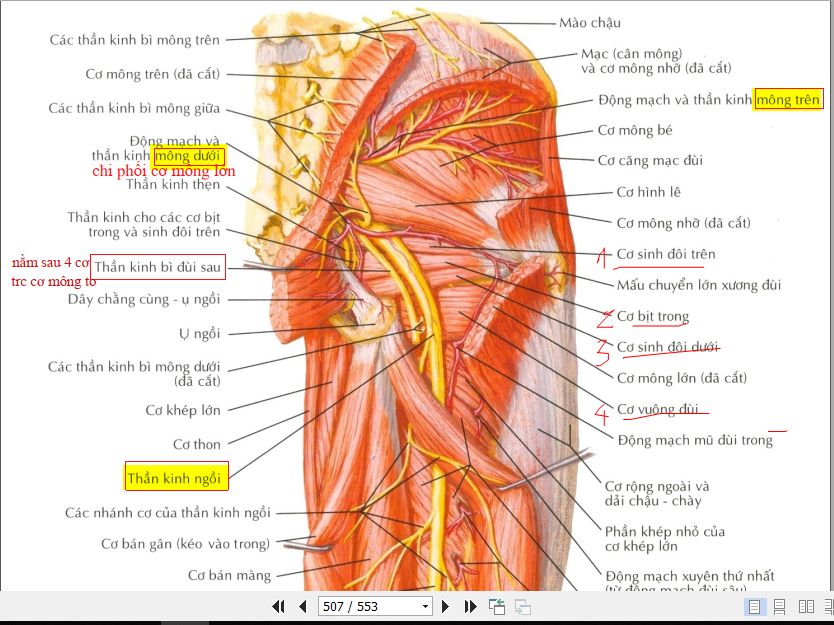 Các thần kinh bì mông trên
Cơ mông trên (đã cắt)
Các thần kinh bì mông giữa
Động mạch và
thần kinh mông dưới
chi phối cơ mông lớn
Thần kinh thẹn
Thần kinh cho các cơ bịt
trong và sinh đôi trên
nằm sau 4 cơ
trc cơ mông to
Thần kinh bì đùi sau
Dây chằng cùng - ụ ngồi
Ụ ngồi
Các thần kinh bì mông dưới
(đã cắt)
Cơ khép lớn
Cơ thon
Thần kinh ngồi
Các nhánh cơ của thần kinh ngồi
Cơ bán gân (kéo vào trong)
Cơ bán màng
Mào chậu
Mạc (cân mông)
và cơ mông nhỡ (đã cắt)
Động mạch và thần kinh mông trên
Cơ mông bé
Cơ căng mạc đùi
Cơ hình lê
Cơ mông nhỡ (đã cắt)
1 Cơ sinh đôi trên
Mấu chuyển lớn xương đùi
2 Cơ bịt trong
3 Cơ sinh đôi dưới
Cơ mông lớn (đã cắt)
4 Cơ vuông đùi
Động mạch mũ đùi trong
Cơ rộng ngoài và
dải chậu - chày
Phần khép nhỏ của
cơ khép lớn
Động mạch xuyên thứ nhất
(từ động mạch đùi sâu)
507 / 553